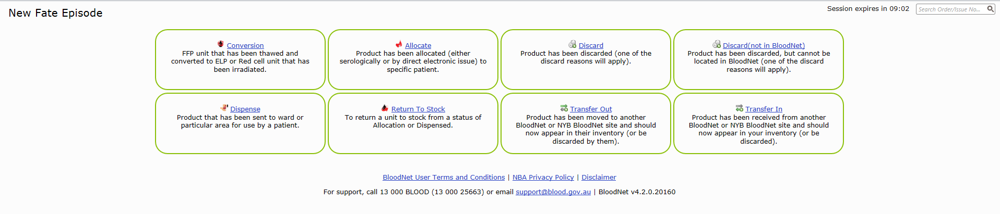 New Fate Episode
Session expires in 09:02
Search Order/Issue No...
Conversion
FFP unit that has been thawed and
converted to ELP or Red cell unit that has
been irradiated.
Allocate
Product has been allocated (either
serologically or by direct electronic issue) to
specific patient.
Discard
Product has been discarded (one of the
discard reasons will apply).
Discard(not in BloodNet)
Product has been discarded, but cannot be
located in BloodNet (one of the discard
reasons will apply).
Dispense
Product that has been sent to ward or
particular area for use by a patient.
Return To Stock
To return a unit to stock from a status of
Allocation or Dispensed.
Transfer Out
Product has been moved to another
BloodNet or NYB BloodNet site and should
now appear in their inventory (or be
discarded by them).
Transfer In
Product has been received from another
BloodNet or NYB BloodNet site and should
now appear in your inventory (or be
discarded).
BloodNet User Terms and Conditions | NBA Privacy Policy | Disclaimer
For support, call 13 000 BLOOD (13 000 25663) or email support@blood.gov.au | BloodNet v4.2.0.20160